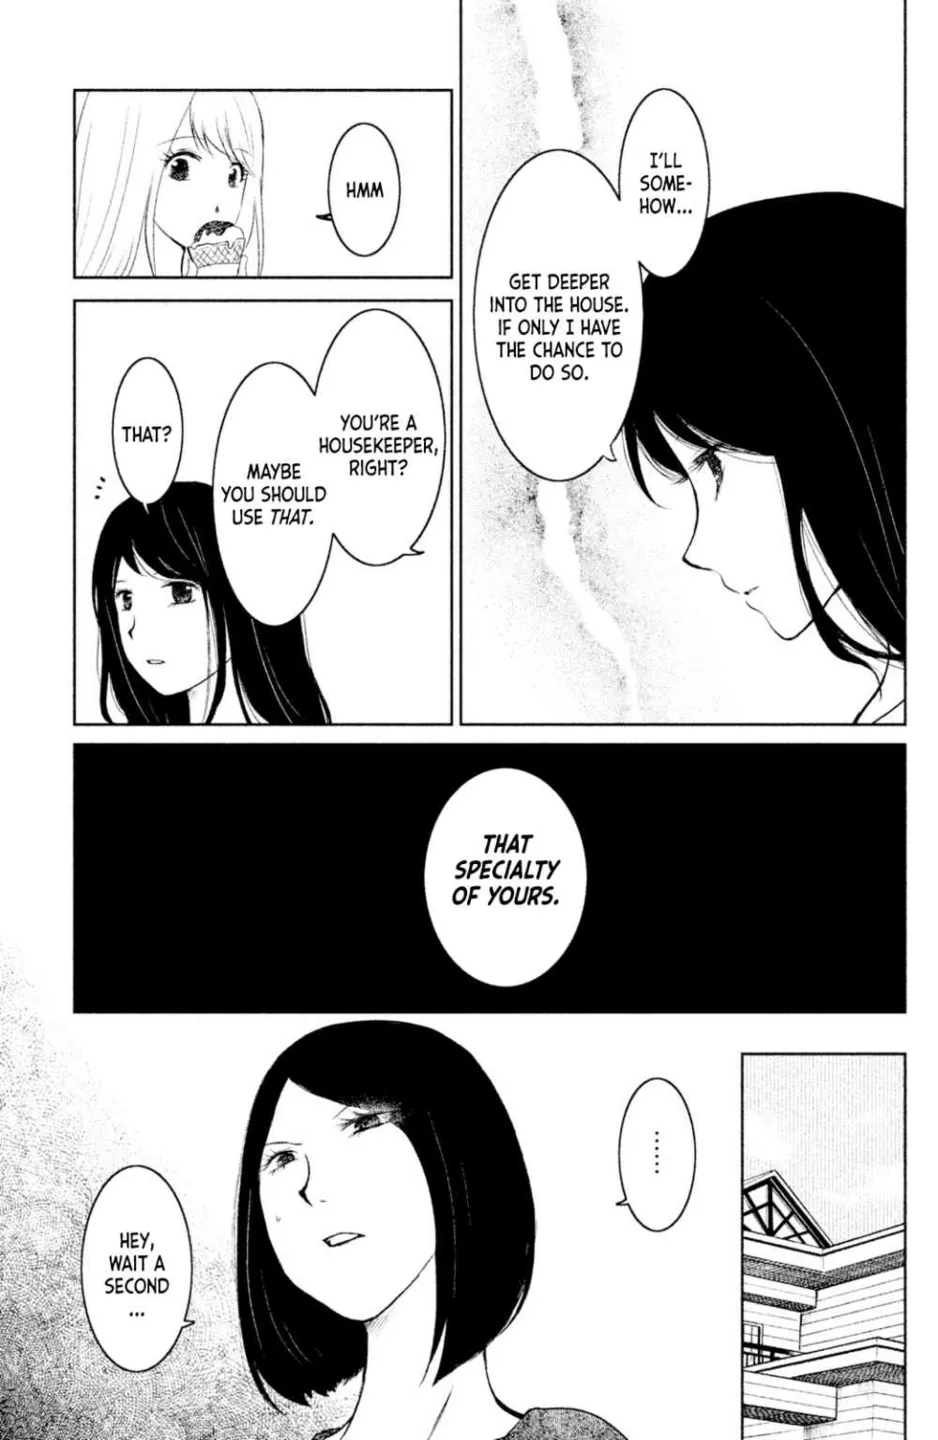 I'LL
SOME-
HOW...
GET DEEPER
INTO THE HOUSE.
IF ONLY I HAVE
THE CHANCE TO
DO SO.
HMM
YOU'RE A
HOUSEKEEPER,
RIGHT?
MAYBE
YOU SHOULD
USE THAT.
THAT?
THAT
SPECIALTY
OF YOURS.
......
HEY,
WAIT A
SECOND
...